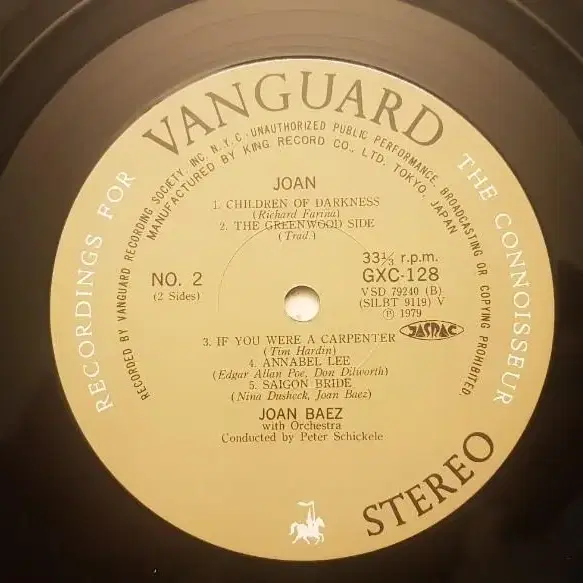 RECORDINGS FOR VANGUARD THE CONNOISSEUR
RECORDED BY VANGUARD RECORDING SOCIETY, INC. N.Y.C. · UNAUTHORIZED PUBLIC PERFORMANCE, BROADCASTING OR COPYING PROHIBITED.
MANUFACTURED BY KING RECORD CO., LTD. TOKYO, JAPAN
JOAN
1. CHILDREN OF DARKNESS
(Richard Farina)
2. THE GREENWOOD SIDE
(Trad.)
NO. 2
(2 Sides)
33⅓ r.p.m.
GXC-128
VSD 79240 (B)
(SILBT 9119) V
℗ 1979
JASRAC
3. IF YOU WERE A CARPENTER
(Tim Hardin)
4. ANNABEL LEE
(Edgar Allan Poe, Don Dilworth)
5. SAIGON BRIDE
(Nina Dusheck, Joan Baez)
JOAN BAEZ
with Orchestra
Conducted by Peter Schickele
STEREO